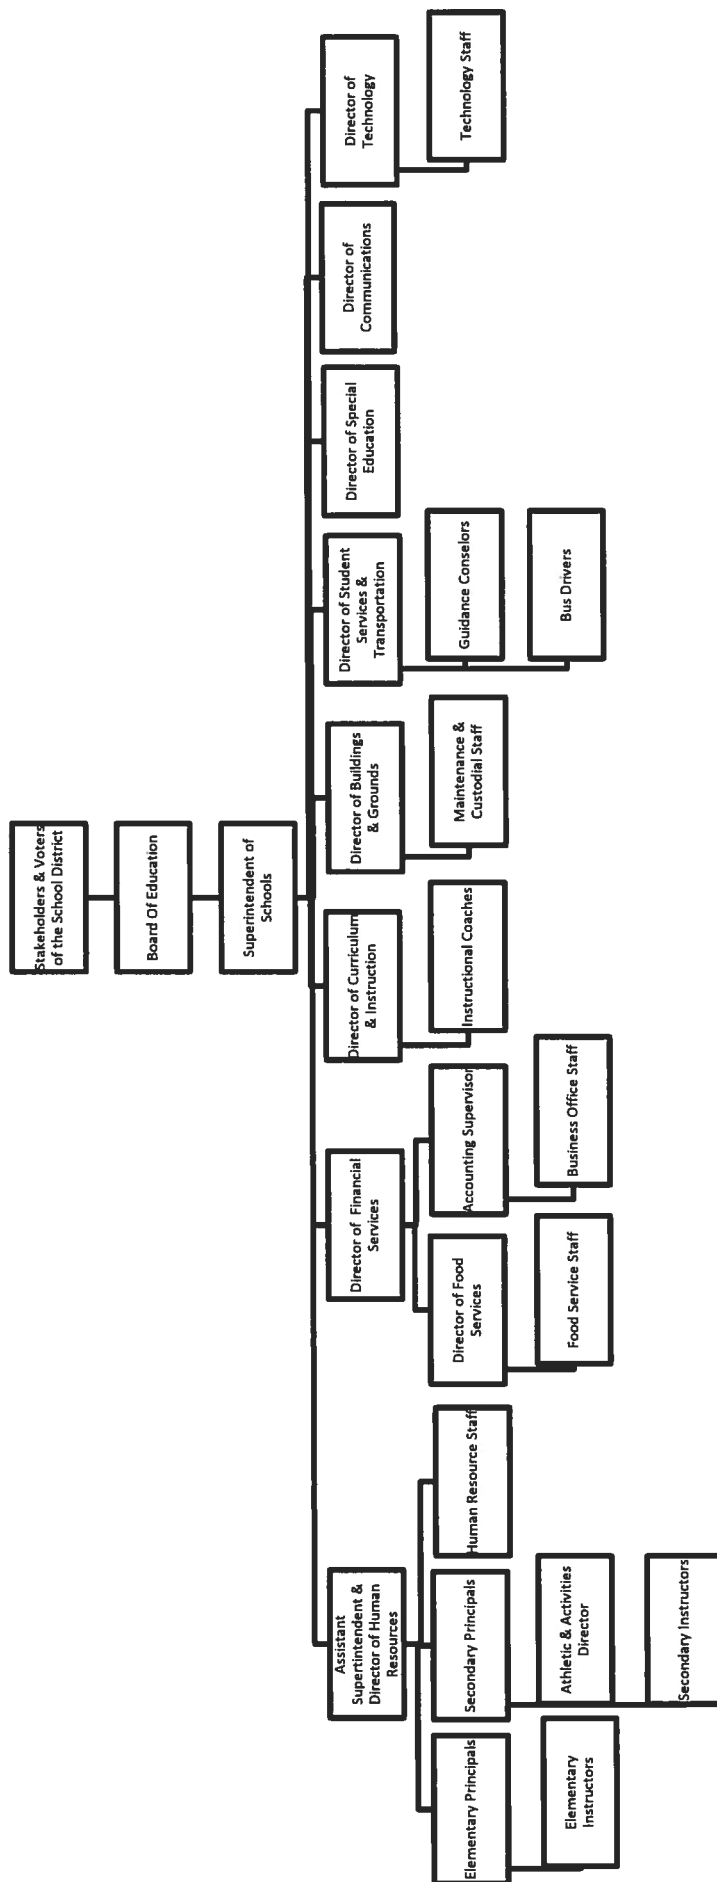 Stakeholders & Voters
of the School District
Board Of Education
Superintendent of
Schools
Assistant
Supertintendent &
Director of Human
Resources
Director of Financial
Services
Director of Curriculum
& Instruction
Director of Buildings
& Grounds
Director of Student
Services &
Transportation
Director of Special
Education
Director of
Communications
Director of
Technology
Elementary Principals
Secondary Principals
Human Resource Staff
Director of Food
Services
Accounting Supervisor
Instructional Coaches
Maintenance &
Custodial Staff
Guidance Conselors
Technology Staff
Elementary
Instructors
Athletic & Activities
Director
Food Service Staff
Business Office Staff
Bus Drivers
Secondary Instructors